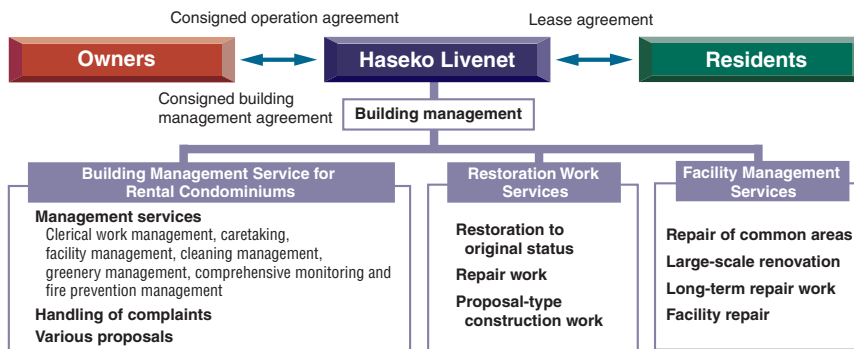 Consigned operation agreement
Lease agreement
Owners
Haseko Livenet
Residents
Consigned building
management agreement
Building management
Building Management Service for
Rental Condominiums
Management services
Clerical work management, caretaking,
facility management, cleaning management,
greenery management, comprehensive monitoring and
fire prevention management
Handling of complaints
Various proposals
Restoration Work
Services
Restoration to
original status
Repair work
Proposal-type
construction work
Facility Management
Services
Repair of common areas
Large-scale renovation
Long-term repair work
Facility repair